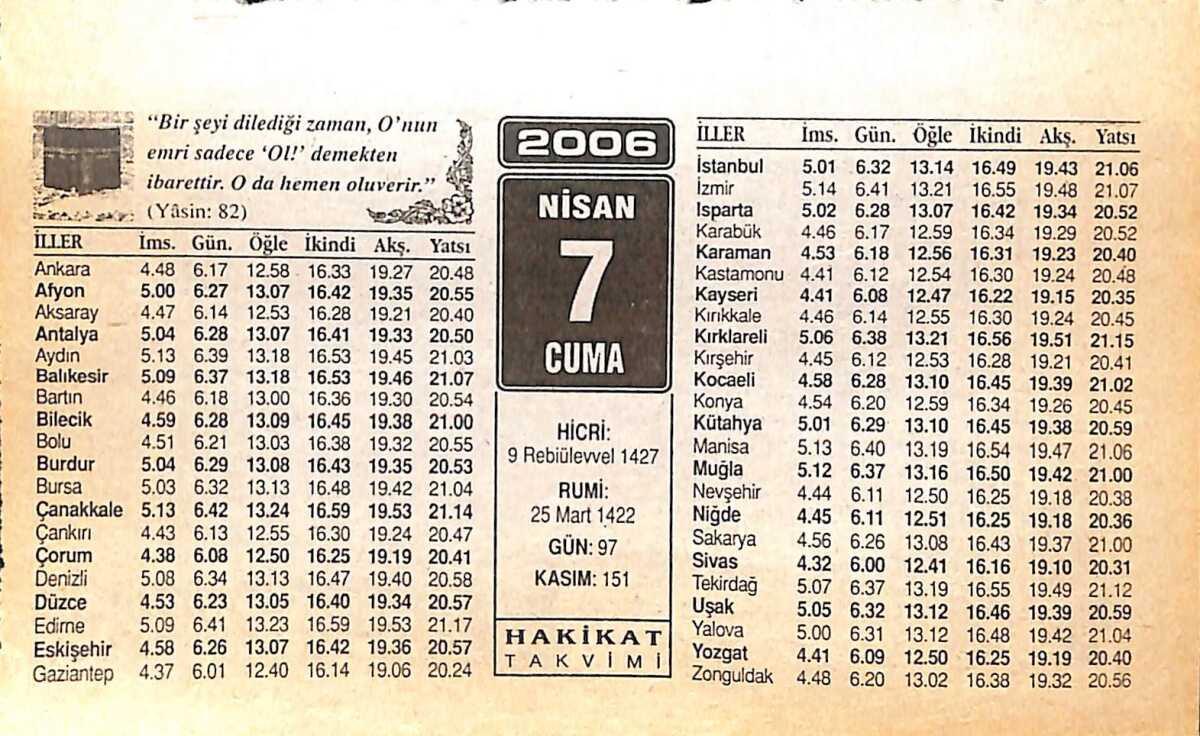 "Bir şeyi dilediği zaman, O'nun
emri sadece 'Ol!' demekten
ibarettir. O da hemen oluverir."
(Yâsin: 82)
İLLER İms. Gün. Öğle İkindi Akş. Yatsı
Ankara 4.48 6.17 12.58 16.33 19.27 20.48
Afyon 5.00 6.27 13.07 16.42 19.35 20.55
Aksaray 4.47 6.14 12.53 16.28 19.21 20.40
Antalya 5.04 6.28 13.07 16.41 19.33 20.50
Aydın 5.13 6.39 13.18 16.53 19.45 21.03
Balıkesir 5.09 6.37 13.18 16.53 19.46 21.07
Bartın 4.46 6.18 13.00 16.36 19.30 20.54
Bilecik 4.59 6.28 13.09 16.45 19.38 21.00
Bolu 4.51 6.21 13.03 16.38 19.32 20.55
Burdur 5.04 6.29 13.08 16.43 19.35 20.53
Bursa 5.03 6.32 13.13 16.48 19.42 21.04
Çanakkale 5.13 6.42 13.24 16.59 19.53 21.14
Çankırı 4.43 6.13 12.55 16.30 19.24 20.47
Çorum 4.38 6.08 12.50 16.25 19.19 20.41
Denizli 5.08 6.34 13.13 16.47 19.40 20.58
Düzce 4.53 6.23 13.05 16.40 19.34 20.57
Edirne 5.09 6.41 13.23 16.59 19.53 21.17
Eskişehir 4.58 6.26 13.07 16.42 19.36 20.57
Gaziantep 4.37 6.01 12.40 16.14 19.06 20.24
2006
NİSAN
7
CUMA
HİCRİ:
9 Rebiülevvel 1427
RUMİ:
25 Mart 1422
GÜN: 97
KASIM: 151
HAKİKAT
TAKVİMİ
İLLER İms. Gün. Öğle İkindi Akş. Yatsı
İstanbul 5.01 6.32 13.14 16.49 19.43 21.06
İzmir 5.14 6.41 13.21 16.55 19.48 21.07
Isparta 5.02 6.28 13.07 16.42 19.34 20.52
Karabük 4.46 6.17 12.59 16.34 19.29 20.52
Karaman 4.53 6.18 12.56 16.31 19.23 20.40
Kastamonu 4.41 6.12 12.54 16.30 19.24 20.48
Kayseri 4.41 6.08 12.47 16.22 19.15 20.35
Kırıkkale 4.46 6.14 12.55 16.30 19.24 20.45
Kırklareli 5.06 6.38 13.21 16.56 19.51 21.15
Kırşehir 4.45 6.12 12.53 16.28 19.21 20.41
Kocaeli 4.58 6.28 13.10 16.45 19.39 21.02
Konya 4.54 6.20 12.59 16.34 19.26 20.45
Kütahya 5.01 6.29 13.10 16.45 19.38 20.59
Manisa 5.13 6.40 13.19 16.54 19.47 21.06
Muğla 5.12 6.37 13.16 16.50 19.42 21.00
Nevşehir 4.44 6.11 12.50 16.25 19.18 20.38
Niğde 4.45 6.11 12.51 16.25 19.18 20.36
Sakarya 4.56 6.26 13.08 16.43 19.37 21.00
Sivas 4.32 6.00 12.41 16.16 19.10 20.31
Tekirdağ 5.07 6.37 13.19 16.55 19.49 21.12
Uşak 5.05 6.32 13.12 16.46 19.39 20.59
Yalova 5.00 6.31 13.12 16.48 19.42 21.04
Yozgat 4.41 6.09 12.50 16.25 19.19 20.40
Zonguldak 4.48 6.20 13.02 16.38 19.32 20.56